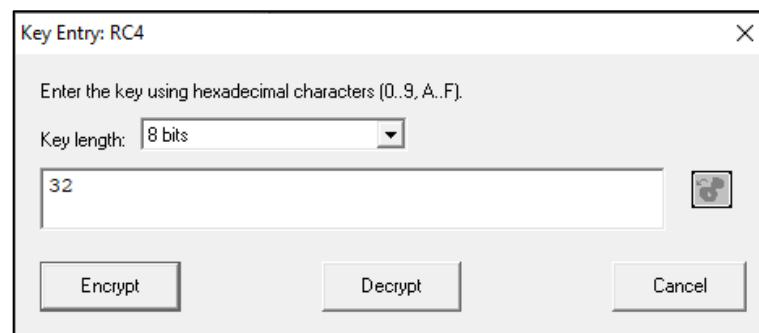 Key Entry: RC4
Enter the key using hexadecimal characters (0..9, A..F).
Key length: 8 bits
32
Encrypt Decrypt Cancel